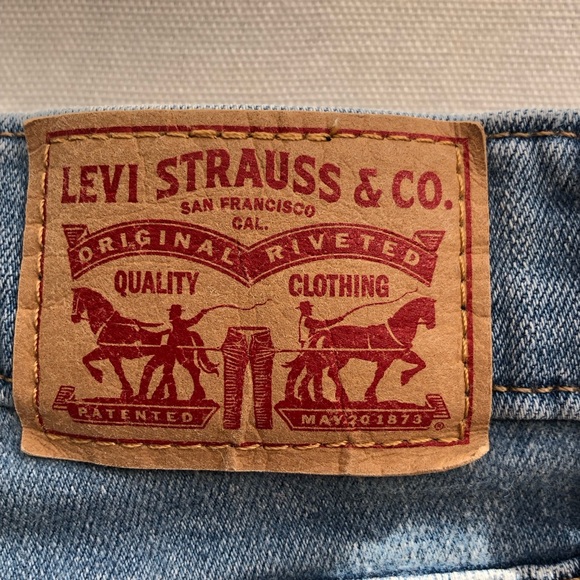 LEVI STRAUSS & CO.
SAN FRANCISCO
CAL.
ORIGINAL RIVETED
QUALITY CLOTHING
PATENTED MAY 20 1873 ®